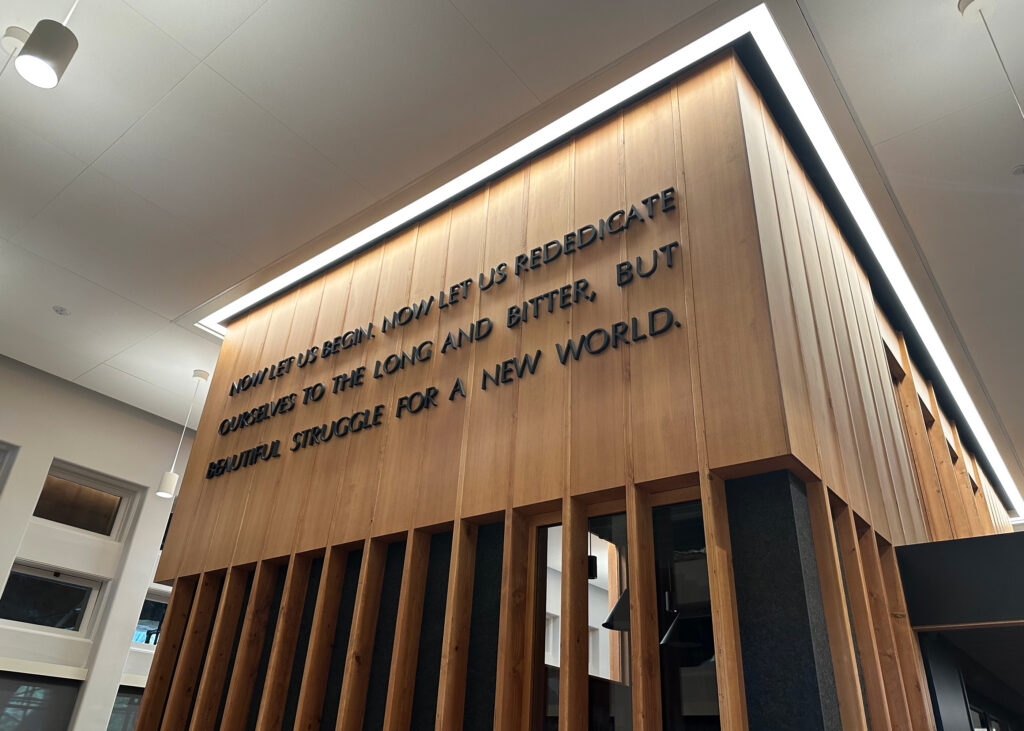 NOW LET US BEGIN. NOW LET US REDEDICATE
OURSELVES TO THE LONG AND BITTER, BUT
BEAUTIFUL STRUGGLE FOR A NEW WORLD.